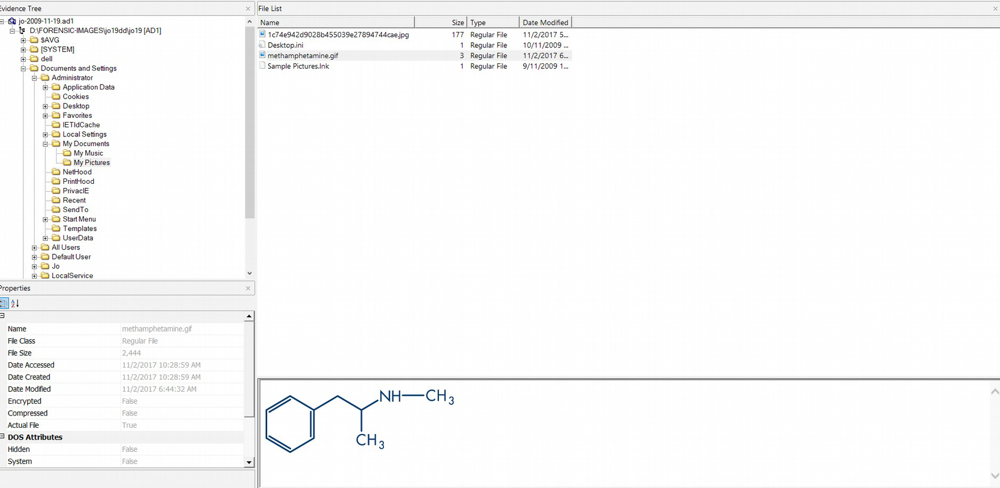 Evidence Tree
jo-2009-11-19.ad1
D:\FORENSIC-IMAGES\jo19dd\jo19 [AD1]
$AVG
[SYSTEM]
dell
Documents and Settings
Administrator
Application Data
Cookies
Desktop
Favorites
IETldCache
Local Settings
My Documents
My Music
My Pictures
NetHood
PrintHood
PrivacIE
Recent
SendTo
Start Menu
Templates
UserData
All Users
Default User
Jo
LocalService
Properties
Name methamphetamine.gif
File Class Regular File
File Size 2,444
Date Accessed 11/2/2017 10:28:59 AM
Date Created 11/2/2017 10:28:59 AM
Date Modified 11/2/2017 6:44:32 AM
Encrypted False
Compressed False
Actual File True
DOS Attributes
Hidden False
System False
File List
Name Size Type Date Modified
1c74e942d9028b455039e27894744cae.jpg 177 Regular File 11/2/2017 5...
Desktop.ini 1 Regular File 10/11/2009 ...
methamphetamine.gif 3 Regular File 11/2/2017 6...
Sample Pictures.lnk 1 Regular File 9/11/2009 1...
NH CH3
CH3